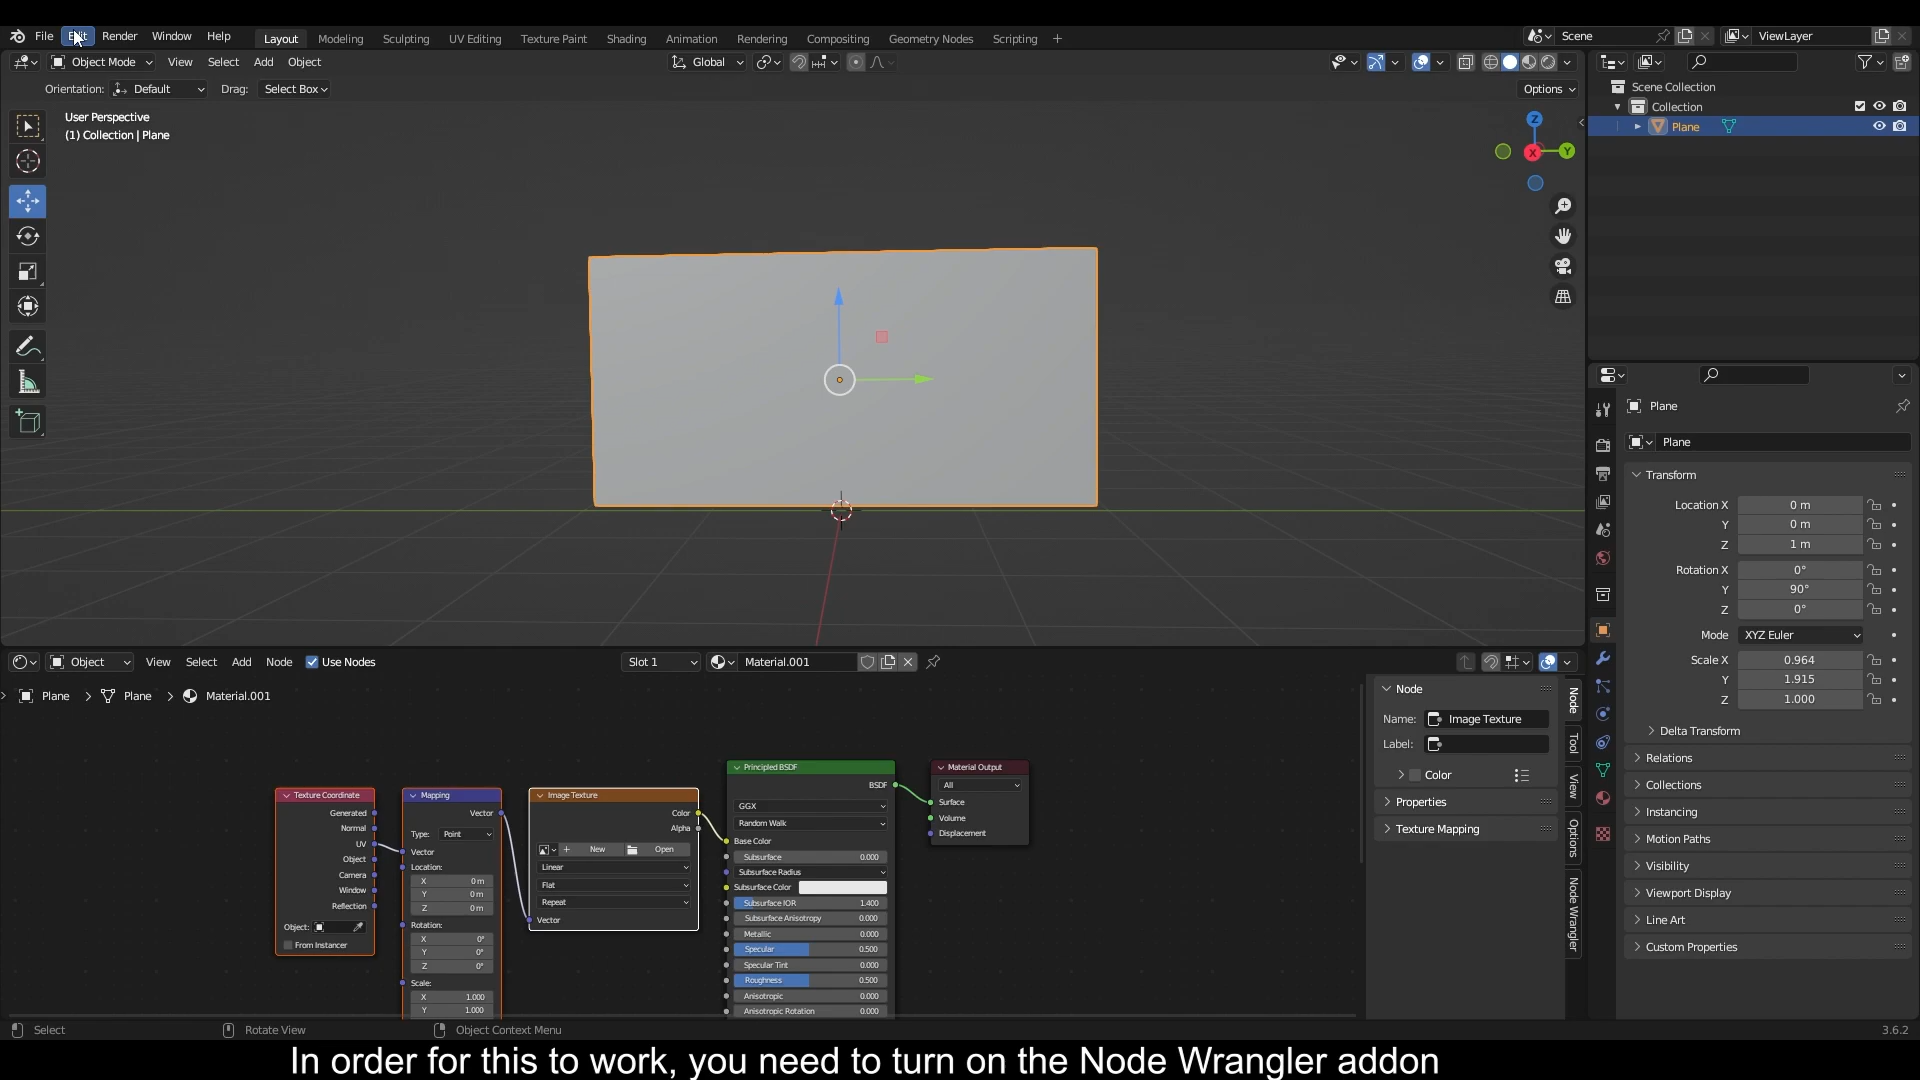 File Edit Render Window Help Layout Modeling Sculpting UV Editing Texture Paint Shading Animation Rendering Compositing Geometry Nodes Scripting + Scene ViewLayer
Object Mode View Select Add Object Global
Orientation: Default Drag: Select Box Options
User Perspective
(1) Collection | Plane
Z
X
Y
Scene Collection
Collection
Plane
Plane
Plane
Transform
Location X 0 m
Y 0 m
Z 1 m
Rotation X 0°
Y 90°
Z 0°
Mode XYZ Euler
Scale X 0.964
Y 1.915
Z 1.000
Delta Transform
Relations
Collections
Instancing
Motion Paths
Visibility
Viewport Display
Line Art
Custom Properties
Object View Select Add Node Use Nodes Slot 1 Material.001
Plane > Plane > Material.001
Texture Coordinate
Generated
Normal
UV
Object
Camera
Window
Reflection
Object:
From Instancer
Mapping
Vector
Type: Point
Vector
Location:
X 0 m
Y 0 m
Z 0 m
Rotation:
X 0°
Y 0°
Z 0°
Scale:
X 1.000
Y 1.000
Image Texture
Color
Alpha
+ New Open
Linear
Flat
Repeat
Vector
Principled BSDF
BSDF
GGX
Random Walk
Base Color
Subsurface 0.000
Subsurface Radius
Subsurface Color
Subsurface IOR 1.400
Subsurface Anisotropy 0.000
Metallic 0.000
Specular 0.500
Specular Tint 0.000
Roughness 0.500
Anisotropic 0.000
Anisotropic Rotation 0.000
Material Output
All
Surface
Volume
Displacement
Node
Name: Image Texture
Label:
Color
Properties
Texture Mapping
Node
Tool
View
Options
Node Wrangler
Select Rotate View Object Context Menu 3.6.2
In order for this to work, you need to turn on the Node Wrangler addon